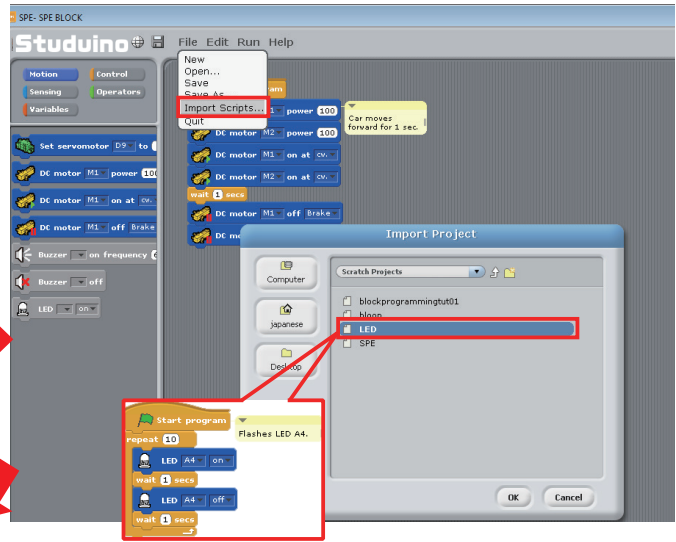 SPE- SPE BLOCK
Studuino File Edit Run Help
New
Open...
Save
Save As...
Import Scripts...
Quit
Motion Control
Sensing Operators
Variables
Set servomotor D9 to
DC motor M1 power 100
DC motor M1 on at cw.
DC motor M1 off Brake
Buzzer on frequency
Buzzer off
LED on
power 100
DC motor M2 power 100
DC motor M1 on at cw.
DC motor M2 on at cw.
wait 1 secs
DC motor M1 off Brake
DC
Car moves
forward for 1 sec.
Import Project
Computer
japanese
Desktop
Scratch Projects
blockprogrammingtut01
bloop
LED
SPE
OK Cancel
Start program
repeat 10
LED A4 on
wait 1 secs
LED A4 off
wait 1 secs
Flashes LED A4.